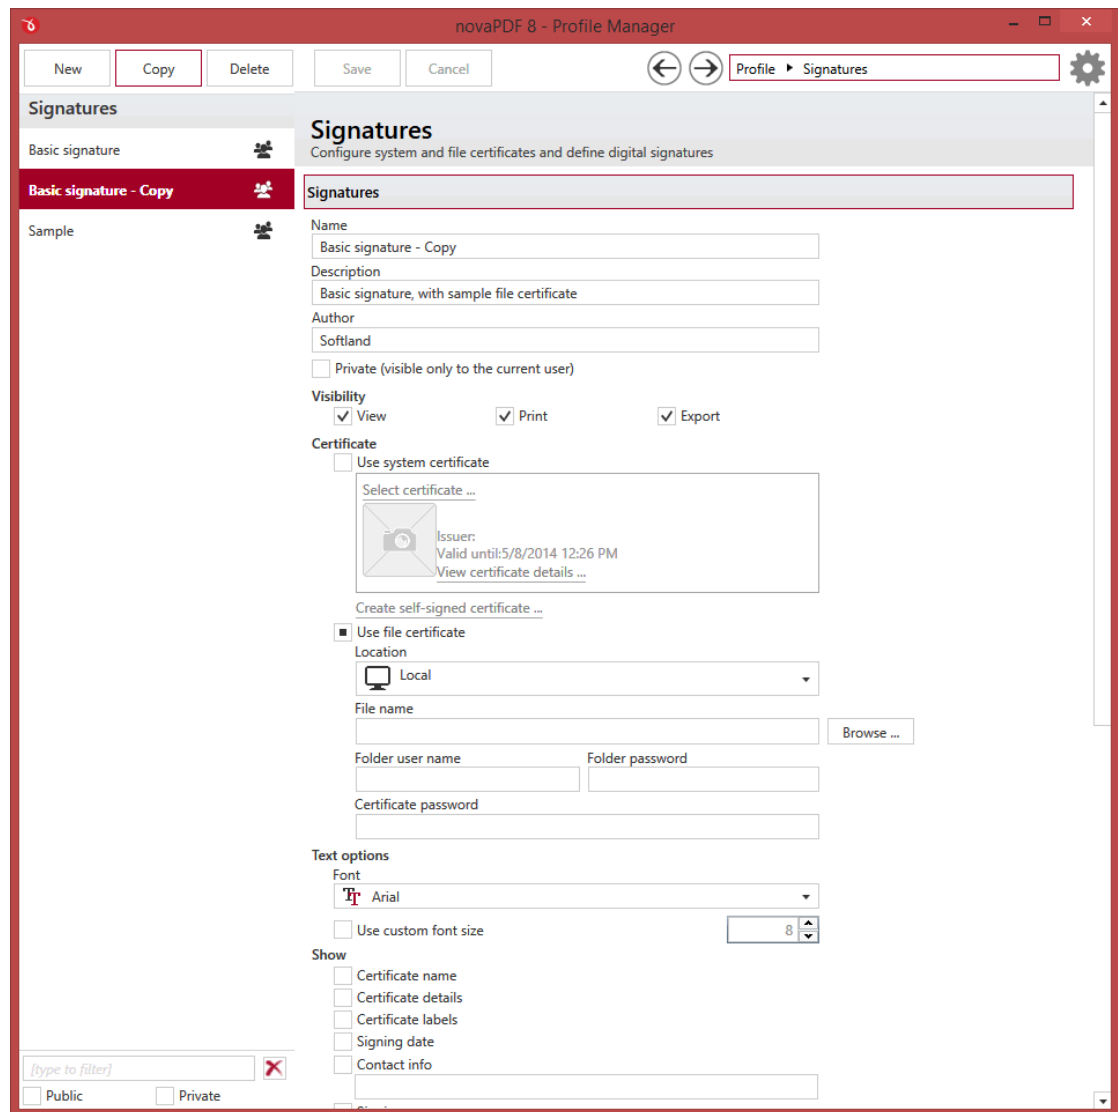 novaPDF 8 - Profile Manager
New Copy Delete Save Cancel Profile Signatures
Signatures
Basic signature
Basic signature - Copy
Sample
[type to filter]
Public Private
Signatures
Configure system and file certificates and define digital signatures
Signatures
Name
Basic signature - Copy
Description
Basic signature, with sample file certificate
Author
Softland
Private (visible only to the current user)
Visibility
View Print Export
Certificate
Use system certificate
Select certificate ...
Issuer:
Valid until:5/8/2014 12:26 PM
View certificate details ...
Create self-signed certificate ...
Use file certificate
Location
Local
File name
Browse ...
Folder user name Folder password
Certificate password
Text options
Font
Arial
Use custom font size 8
Show
Certificate name
Certificate details
Certificate labels
Signing date
Contact info